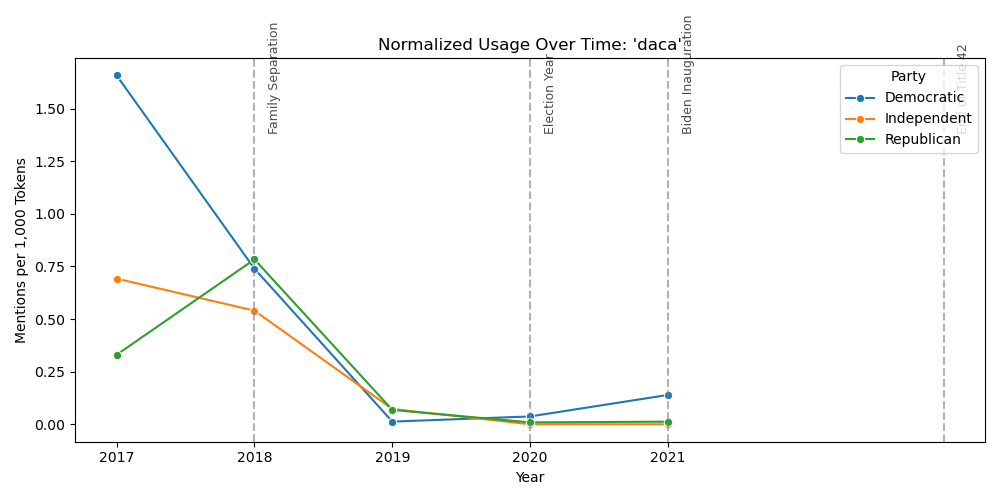 Normalized Usage Over Time: 'daca'
Family Separation
Election Year
Biden Inauguration
Title 42
Party
Democratic
Independent
Republican
1.50
1.25
1.00
0.75
0.50
0.25
0.00
Mentions per 1,000 Tokens
2017
2018
2019
2020
2021
Year